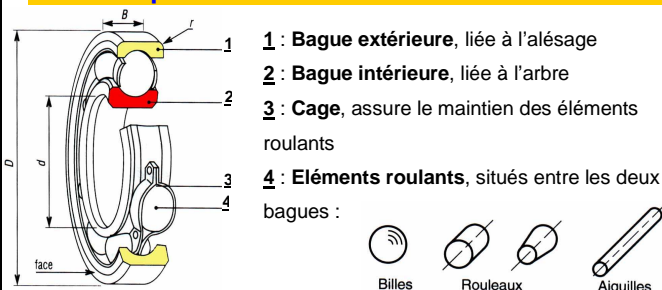 B
r
1
1 : Bague extérieure, liée à l'alésage
2
2 : Bague intérieure, liée à l'arbre
D
d
3 : Cage, assure le maintien des éléments
roulants
3
4
4 : Eléments roulants, situés entre les deux
bagues :
face
Billes
Rouleaux
Aiguilles